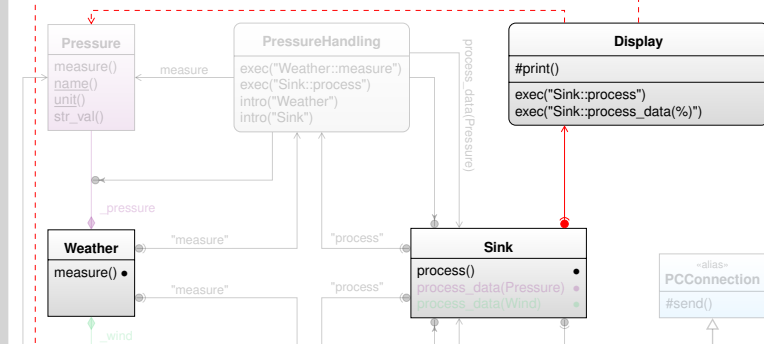 Pressure
measure()
name()
unit()
str_val()
measure
PressureHandling
exec("Weather::measure")
exec("Sink::process")
intro("Weather")
intro("Sink")
process_data(Pressure)
Display
#print()
exec("Sink::process")
exec("Sink::process_data(%)")
_pressure
Weather
measure()
"measure"
"process"
"measure"
"process"
Sink
process()
process_data(Pressure)
process_data(Wind)
«alias»
PCConnection
#send()
_wind